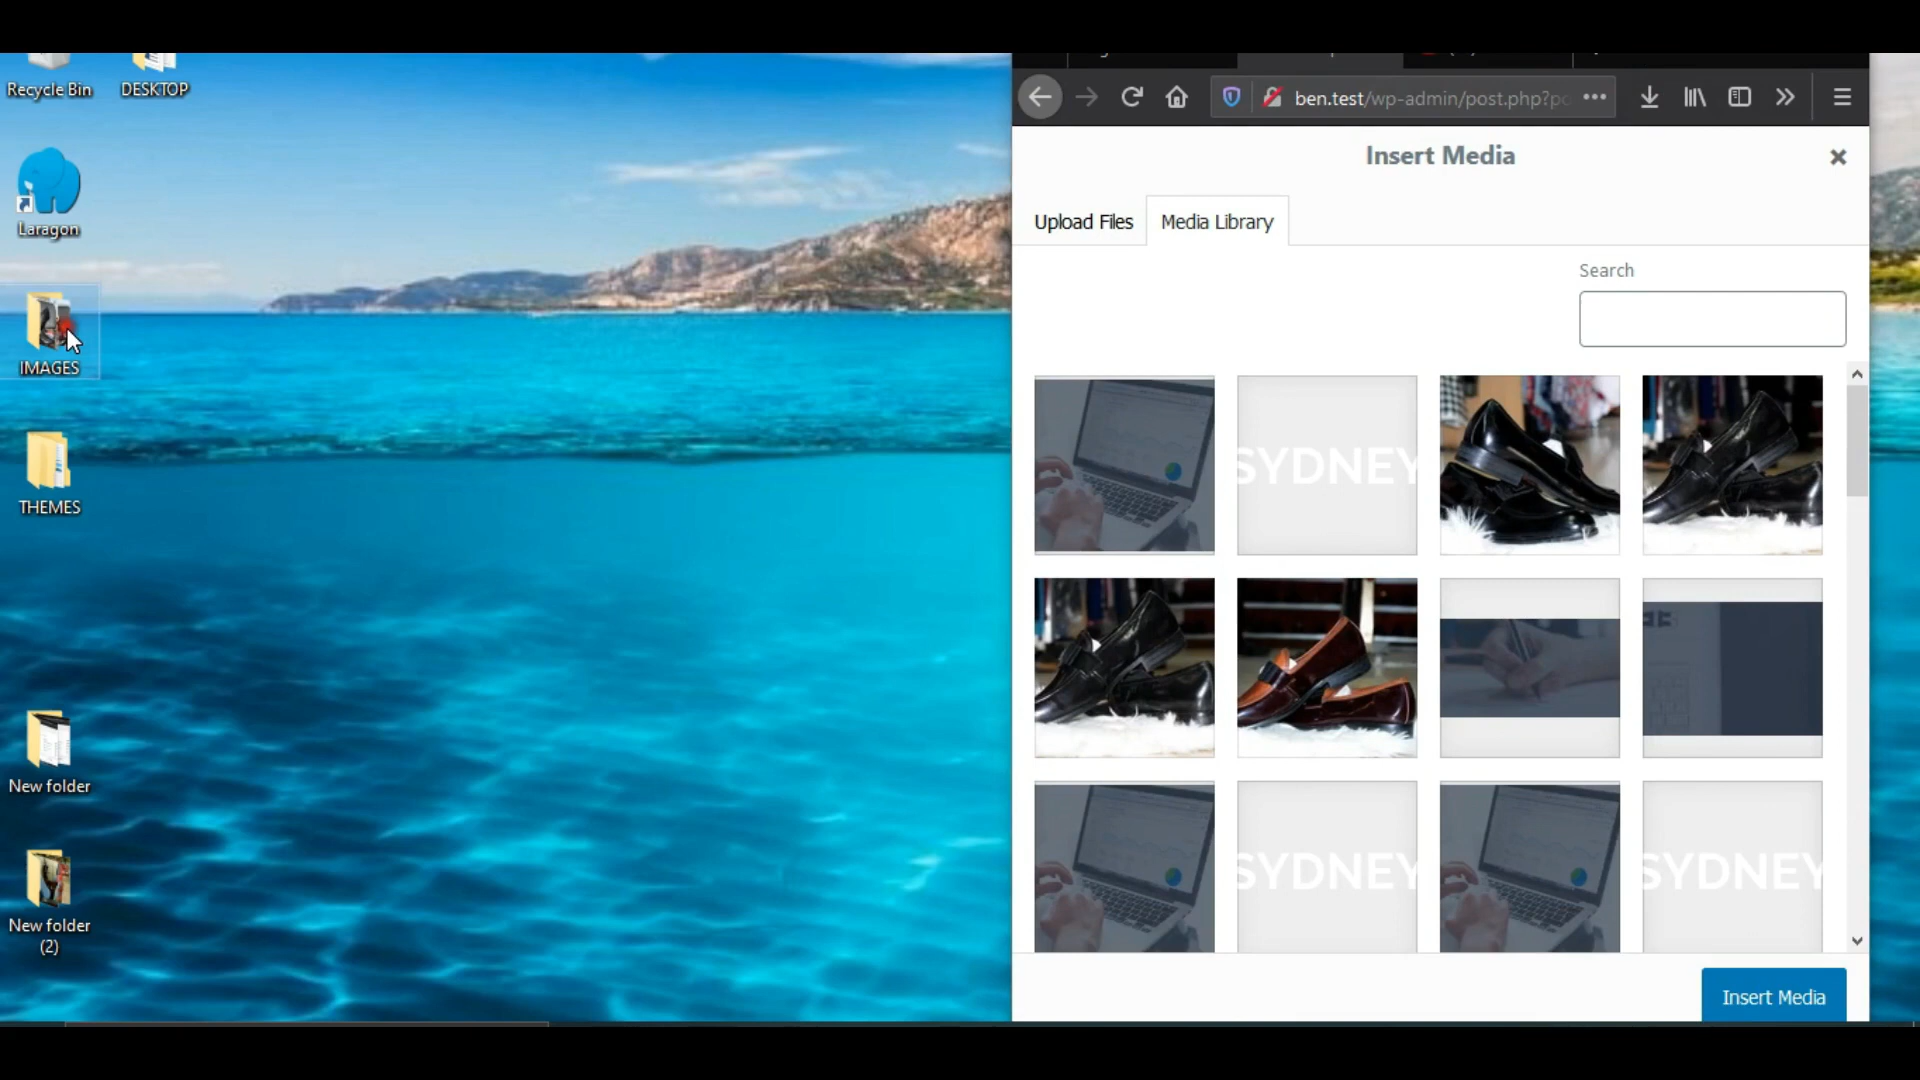 Recycle Bin
DESKTOP
Laragon
IMAGES
THEMES
New folder
New folder
(2)
ben.test/wp-admin/post.php?po
Insert Media
Upload Files
Media Library
Search
SYDNEY
SYDNEY
SYDNEY
Insert Media